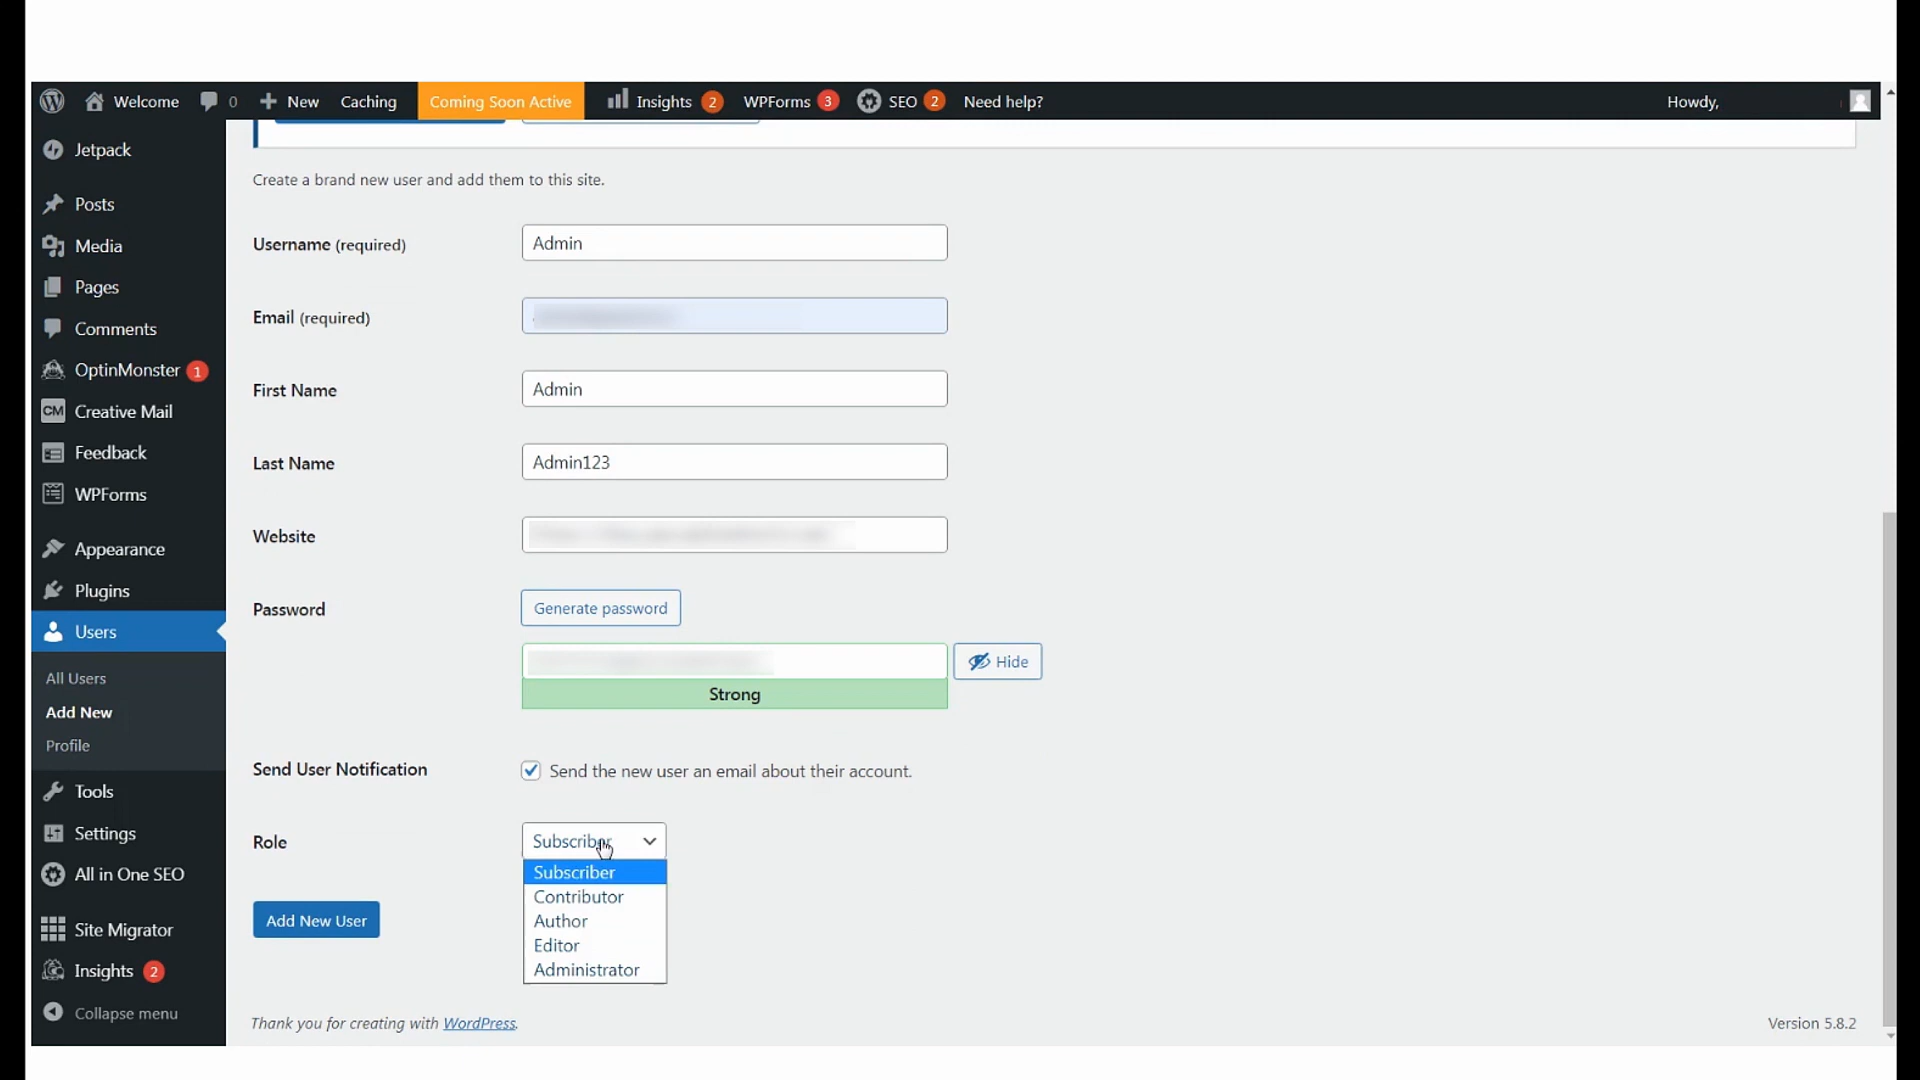 Welcome 0 New Caching Coming Soon Active Insights 2 WPForms 3 SEO 2 Need help? Howdy,
Jetpack
Posts
Media
Pages
Comments
OptinMonster 1
CM Creative Mail
Feedback
WPForms
Appearance
Plugins
Users
All Users
Add New
Profile
Tools
Settings
All in One SEO
Site Migrator
Insights 2
Collapse menu
Create a brand new user and add them to this site.
Username (required) Admin
Email (required)
First Name Admin
Last Name Admin123
Website
Password Generate password
Hide
Strong
Send User Notification Send the new user an email about their account.
Role Subscriber
Subscriber
Contributor
Author
Editor
Administrator
Add New User
Thank you for creating with WordPress.
Version 5.8.2